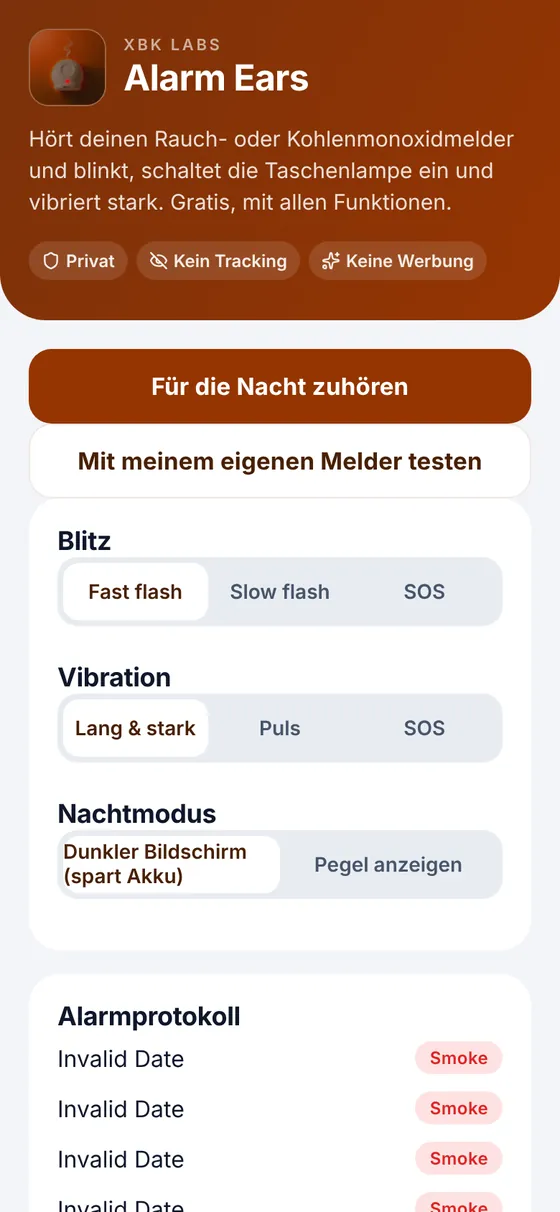 XBK LABS
Alarm Ears
Hört deinen Rauch- oder Kohlenmonoxidmelder
und blinkt, schaltet die Taschenlampe ein und
vibriert stark. Gratis, mit allen Funktionen.
Privat
Kein Tracking
Keine Werbung
Für die Nacht zuhören
Mit meinem eigenen Melder testen
Blitz
Fast flash
Slow flash
SOS
Vibration
Lang & stark
Puls
SOS
Nachtmodus
Dunkler Bildschirm
(spart Akku)
Pegel anzeigen
Alarmprotokoll
Invalid Date
Smoke
Invalid Date
Smoke
Invalid Date
Smoke
Invalid Date
Smoke